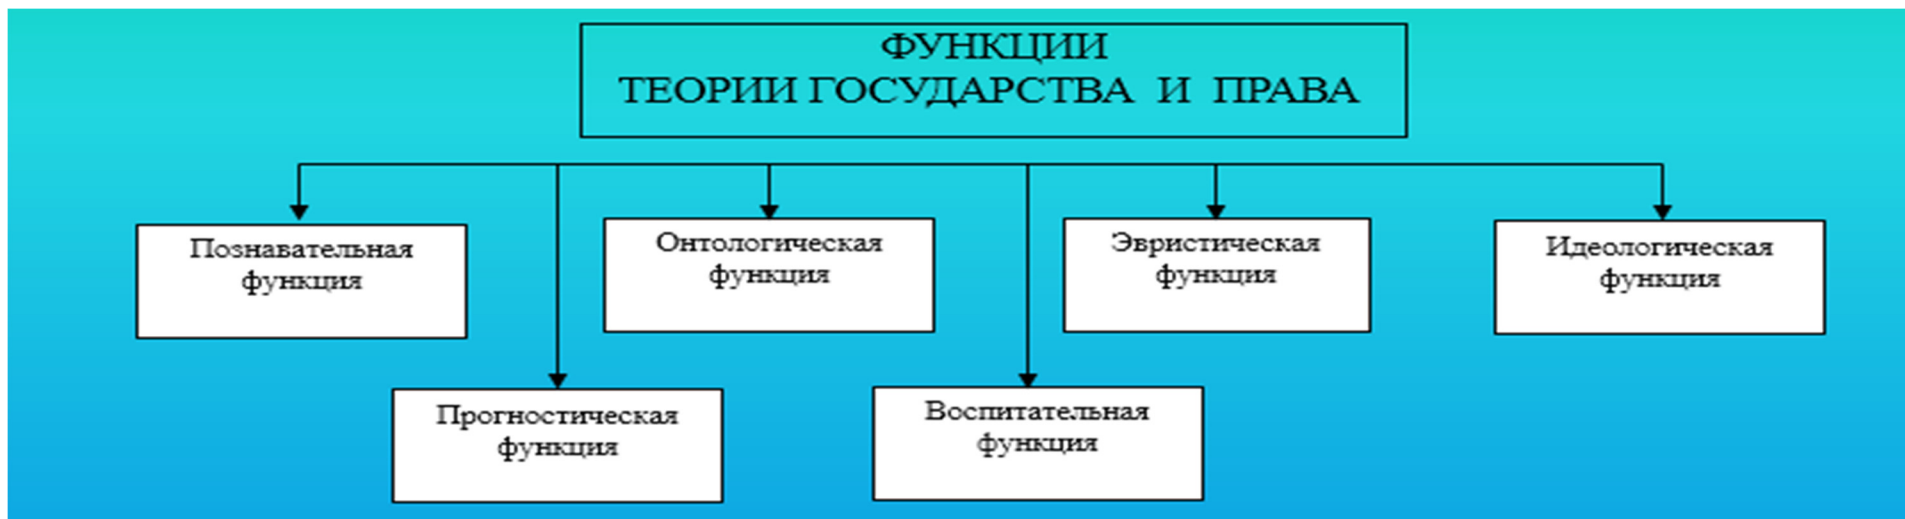 ФУНКЦИИ
ТЕОРИИ ГОСУДАРСТВА И ПРАВА
Познавательная
функция
Онтологическая
функция
Эвристическая
функция
Идеологическая
функция
Прогностическая
функция
Воспитательная
функция